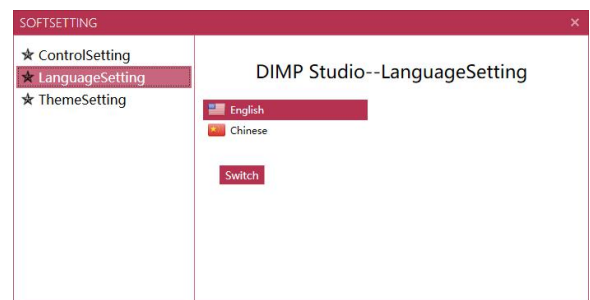 SOFTSETTING
ControlSetting
LanguageSetting
ThemeSetting
DIMP Studio--LanguageSetting
English
Chinese
Switch